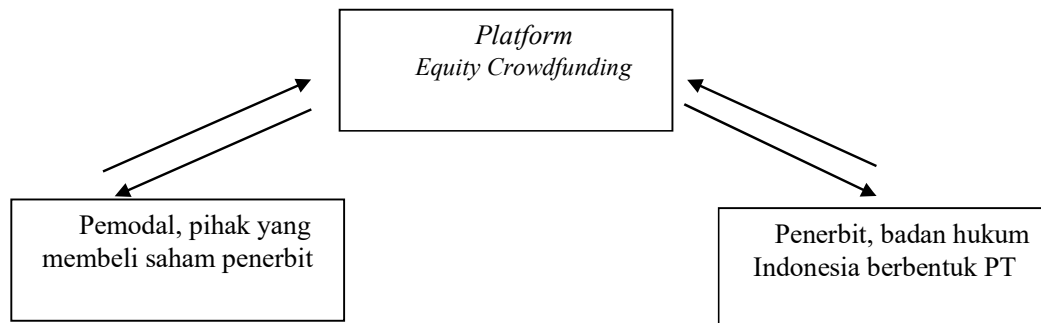 Platform
Equity Crowdfunding
Pemodal, pihak yang
membeli saham penerbit
Penerbit, badan hukum
Indonesia berbentuk PT